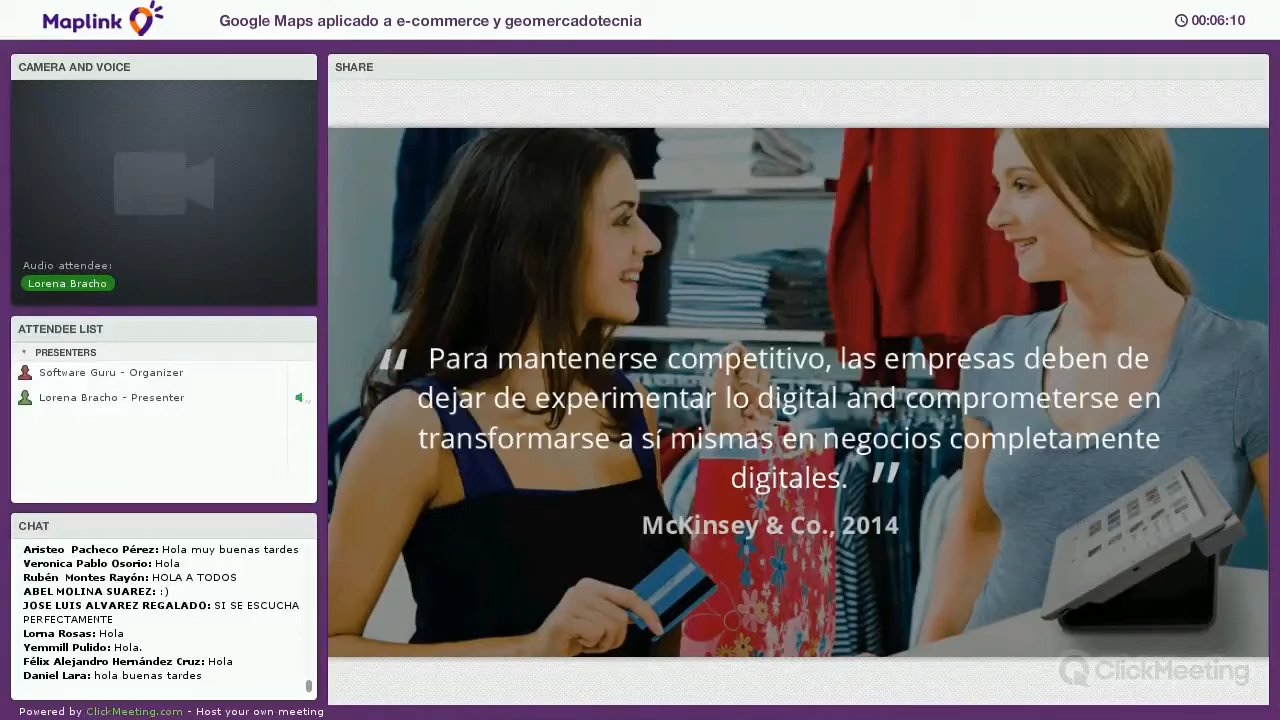 Maplink
Google Maps aplicado a e-commerce y geomercadotecnia
00:06:10
CAMERA AND VOICE
Audio attendee:
Lorena Bracho
ATTENDEE LIST
PRESENTERS
Software Guru - Organizer
Lorena Bracho - Presenter
CHAT
Aristeo Pacheco Pérez: Hola muy buenas tardes
Veronica Pablo Osorio: Hola
Rubén Montes Rayón: HOLA A TODOS
ABEL MOLINA SUAREZ: :)
JOSE LUIS ALVAREZ REGALADO: SI SE ESCUCHA
PERFECTAMENTE
Lorna Rosas: Hola
Yemmill Pulido: Hola.
Félix Alejandro Hernández Cruz: Hola
Daniel Lara: hola buenas tardes
Powered by ClickMeeting.com - Host your own meeting
SHARE
" Para mantenerse competitivo, las empresas deben de
dejar de experimentar lo digital and comprometerse en
transformarse a sí mismas en negocios completamente
digitales. "
McKinsey & Co., 2014
ClickMeeting